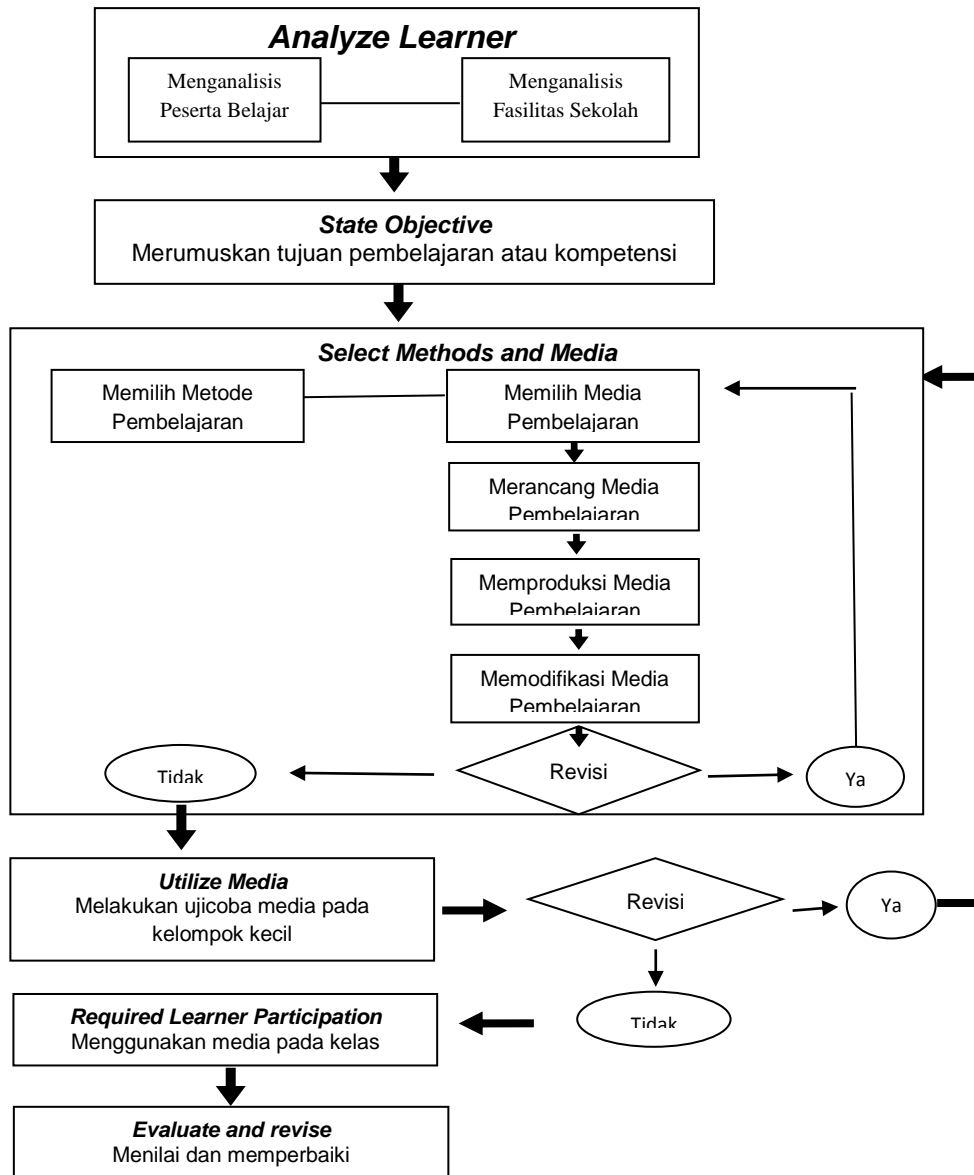 Analyze Learner
Menganalisis
Peserta Belajar
Menganalisis
Fasilitas Sekolah
State Objective
Merumuskan tujuan pembelajaran atau kompetensi
Select Methods and Media
Memilih Metode
Pembelajaran
Memilih Media
Pembelajaran
Merancang Media
Pembelajaran
Memproduksi Media
Pembelajaran
Memodifikasi Media
Pembelajaran
Tidak
Revisi
Ya
Utilize Media
Melakukan ujicoba media pada
kelompok kecil
Revisi
Ya
Tidak
Required Learner Participation
Menggunakan media pada kelas
Evaluate and revise
Menilai dan memperbaiki